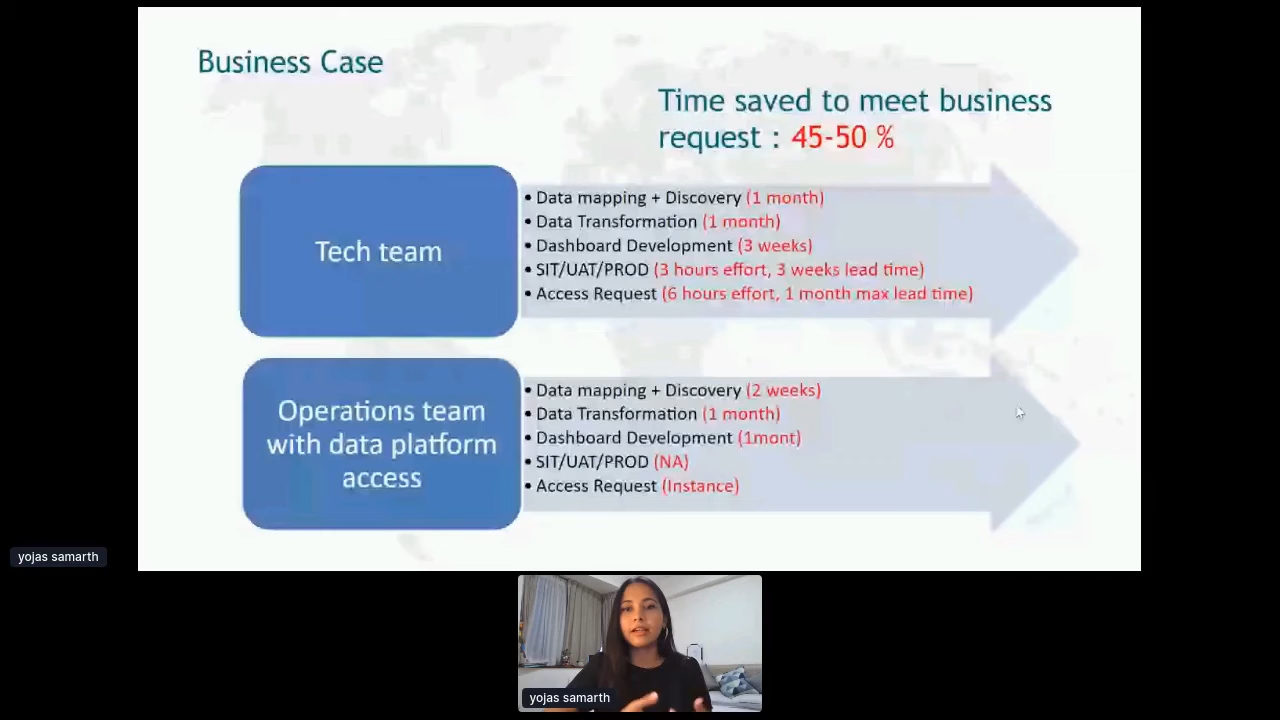 Business Case
Time saved to meet business
request : 45-50 %
Tech team
• Data mapping + Discovery (1 month)
• Data Transformation (1 month)
• Dashboard Development (3 weeks)
• SIT/UAT/PROD (3 hours effort, 3 weeks lead time)
• Access Request (6 hours effort, 1 month max lead time)
Operations team
with data platform
access
• Data mapping + Discovery (2 weeks)
• Data Transformation (1 month)
• Dashboard Development (1mont)
• SIT/UAT/PROD (NA)
• Access Request (Instance)
yojas samarth
yojas samarth